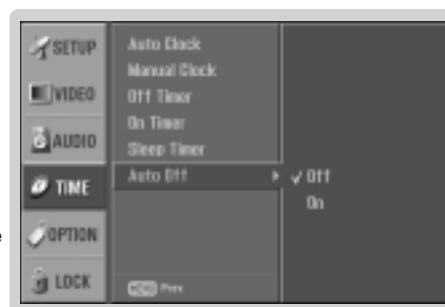 SETUP
VIDEO
AUDIO
TIME
OPTION
LOCK
Auto Clock
Manual Clock
Off Timer
On Timer
Sleep Timer
Auto Off
✓ Off
On
Prev
e